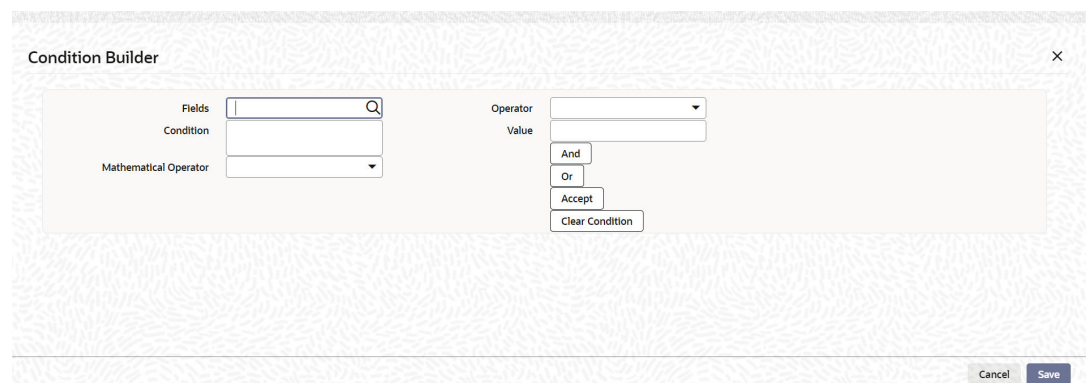 Condition Builder
Fields
Operator
Condition
Value
Mathematical Operator
And
Or
Accept
Clear Condition
Cancel
Save